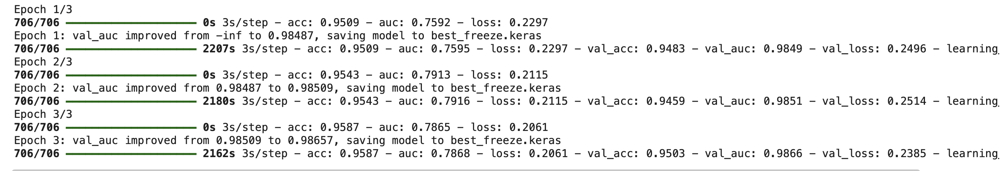 Epoch 1/3
706/706 ━━━━━━━━━━━━━━━━━━━━ 0s 3s/step - acc: 0.9509 - auc: 0.7592 - loss: 0.2297
Epoch 1: val_auc improved from -inf to 0.98487, saving model to best_freeze.keras
706/706 ━━━━━━━━━━━━━━━━━━━━ 2207s 3s/step - acc: 0.9509 - auc: 0.7595 - loss: 0.2297 - val_acc: 0.9483 - val_auc: 0.9849 - val_loss: 0.2496 - learning_
Epoch 2/3
706/706 ━━━━━━━━━━━━━━━━━━━━ 0s 3s/step - acc: 0.9543 - auc: 0.7913 - loss: 0.2115
Epoch 2: val_auc improved from 0.98487 to 0.98509, saving model to best_freeze.keras
706/706 ━━━━━━━━━━━━━━━━━━━━ 2180s 3s/step - acc: 0.9543 - auc: 0.7916 - loss: 0.2115 - val_acc: 0.9459 - val_auc: 0.9851 - val_loss: 0.2514 - learning_
Epoch 3/3
706/706 ━━━━━━━━━━━━━━━━━━━━ 0s 3s/step - acc: 0.9587 - auc: 0.7865 - loss: 0.2061
Epoch 3: val_auc improved from 0.98509 to 0.98657, saving model to best_freeze.keras
706/706 ━━━━━━━━━━━━━━━━━━━━ 2162s 3s/step - acc: 0.9587 - auc: 0.7868 - loss: 0.2061 - val_acc: 0.9503 - val_auc: 0.9866 - val_loss: 0.2385 - learning_